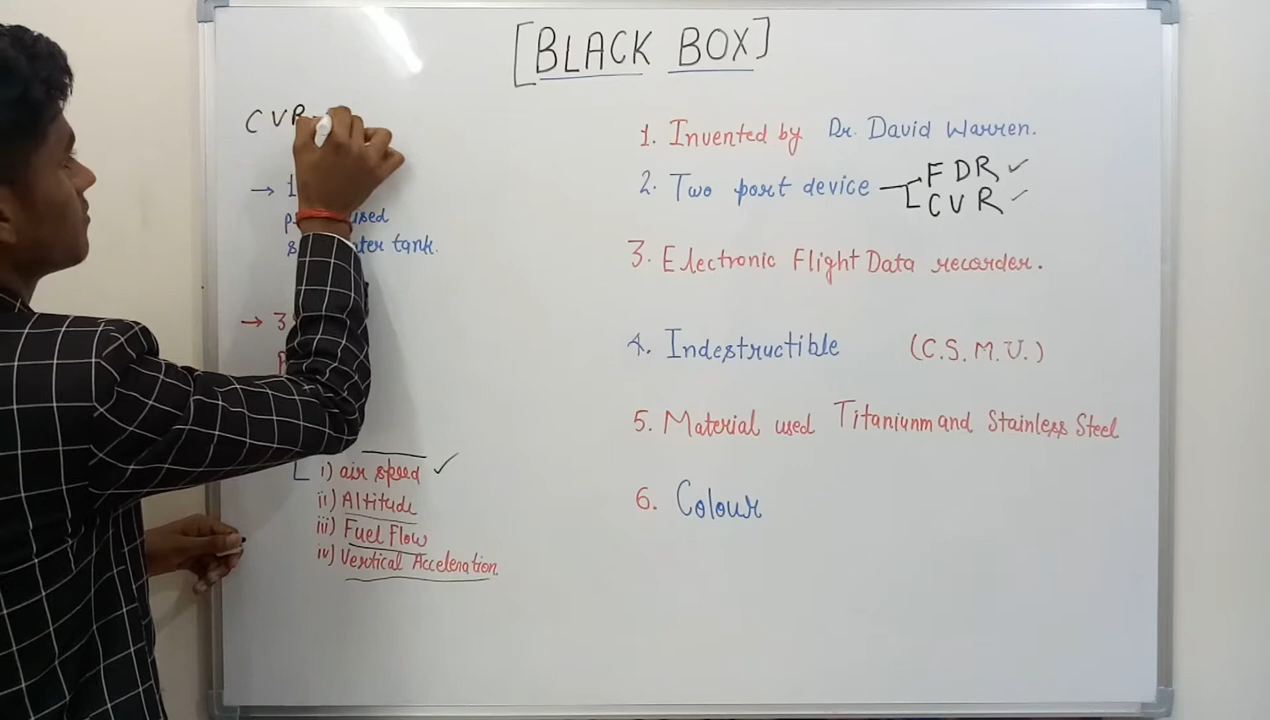 [BLACK BOX]
CVR-
→ 1
used
ter tank.
→ 3
i) air speed ✓
ii) Altitude
iii) Fuel Flow
iv) Vertical Acceleration
1. Invented by Dr. David Warren.
2. Two port device FDR ✓
CVR ✓
3. Electronic Flight Data recorder.
4. Indestructible (C.S.M.U.)
5. Material used Titaniunm and Stainless Steel
6. Colour